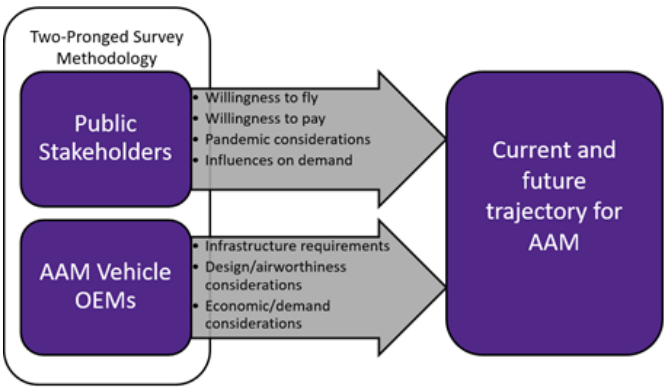 Two-Pronged Survey
Methodology
Public
Stakeholders
• Willingness to fly
• Willingness to pay
• Pandemic considerations
• Influences on demand
AAM Vehicle
OEMs
• Infrastructure requirements
• Design/airworthiness
considerations
• Economic/demand
considerations
Current and
future
trajectory for
AAM